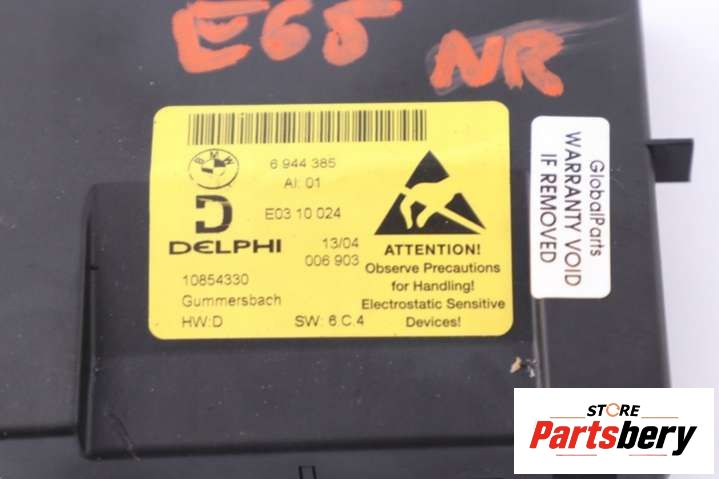 E65 NR
BMW
6 944 385
AI: 01
E03 10 024
D
DELPHI
13/04
006 903
10854330
Gummersbach
HW:D SW: 6.C.4
ATTENTION!
Observe Precautions
for Handling!
Electrostatic Sensitive
Devices!
GlobalParts
WARRANTY VOID
IF REMOVED
STORE
Partsbery